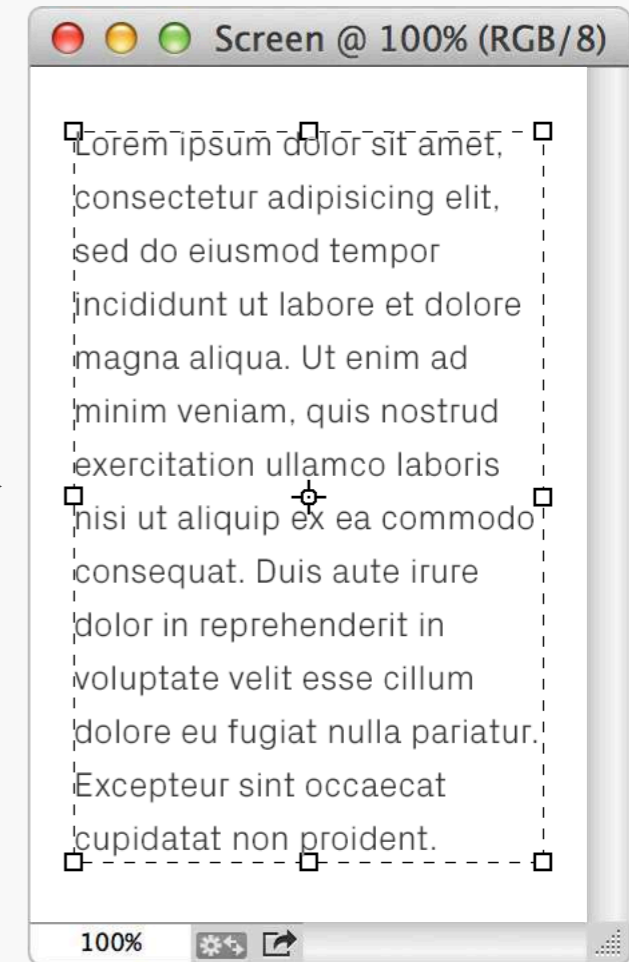 Screen @ 100% (RGB/8)
Lorem ipsum dolor sit amet,
consectetur adipisicing elit,
sed do eiusmod tempor
incididunt ut labore et dolore
magna aliqua. Ut enim ad
minim veniam, quis nostrud
exercitation ullamco laboris
nisi ut aliquip ex ea commodo
consequat. Duis aute irure
dolor in reprehenderit in
voluptate velit esse cillum
dolore eu fugiat nulla pariatur.
Excepteur sint occaecat
cupidatat non proident.
100%